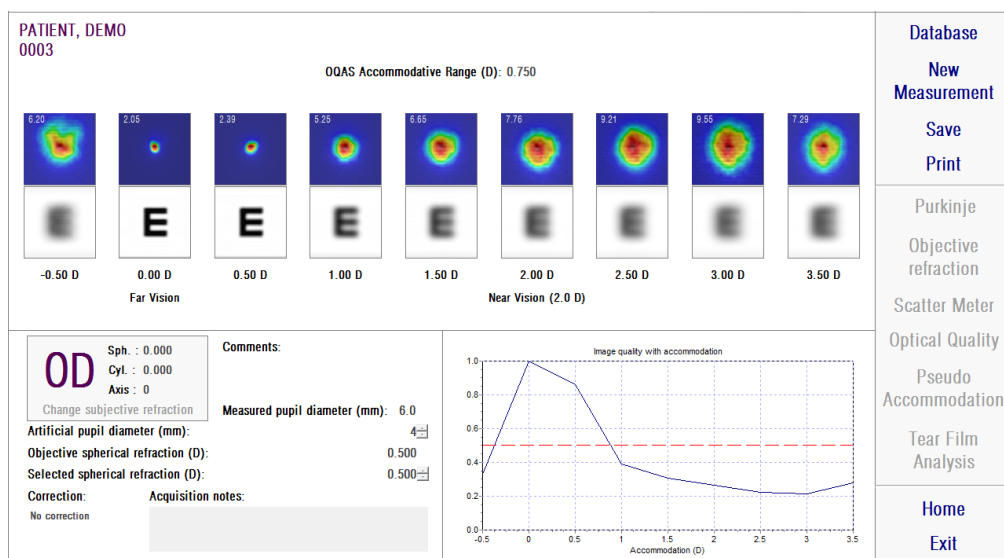 PATIENT, DEMO
0003
OQAS Accommodative Range (D): 0.750
6.20 2.05 2.39 5.25 6.65 7.76 9.21 9.55 7.29
E E E E E E E E E
-0.50 D 0.00 D 0.50 D 1.00 D 1.50 D 2.00 D 2.50 D 3.00 D 3.50 D
Far Vision Near Vision (2.0 D)
OD
Sph. : 0.000
Cyl. : 0.000
Axis : 0
Change subjective refraction
Comments:
Measured pupil diameter (mm): 6.0
Artificial pupil diameter (mm): 4
Objective spherical refraction (D): 0.500
Selected spherical refraction (D): 0.500
Correction: Acquisition notes:
No correction
Image quality with accommodation
1.0
0.8
0.6
0.4
0.2
0.0
-0.5 0 0.5 1 1.5 2 2.5 3 3.5
Accommodation (D)
Database
New
Measurement
Save
Print
Purkinje
Objective
refraction
Scatter Meter
Optical Quality
Pseudo
Accommodation
Tear Film
Analysis
Home
Exit